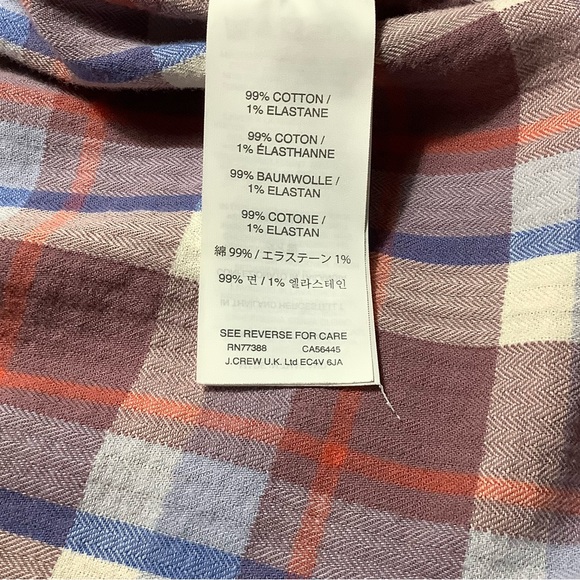 99% COTTON /
1% ELASTANE
99% COTON /
1% ÉLASTHANNE
99% BAUMWOLLE /
1% ELASTAN
99% COTONE /
1% ELASTAN
綿 99% / エラステーン 1%
99% 면 / 1% 엘라스테인
SEE REVERSE FOR CARE
RN77388 CA56445
J.CREW U.K. Ltd EC4V 6JA